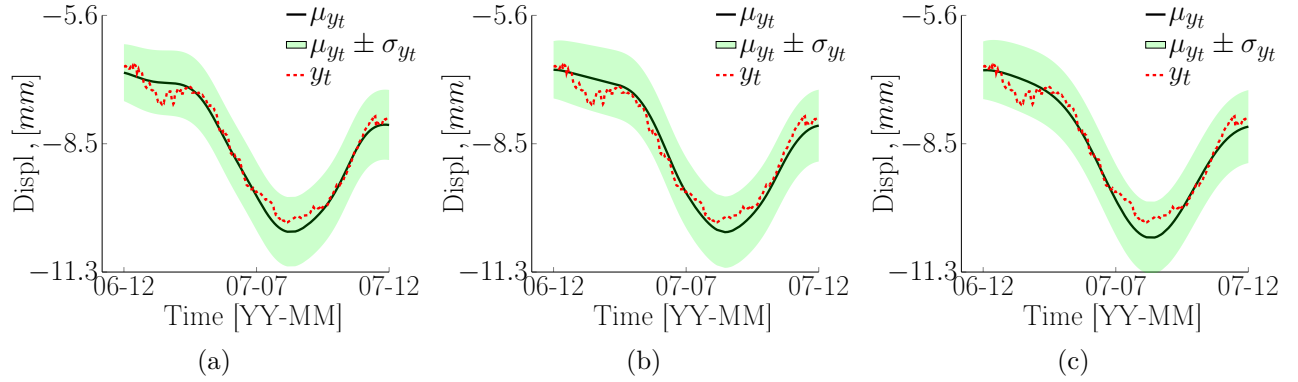 −5.6
μ_{y_t}
μ_{y_t} ± σ_{y_t}
y_t
−8.5
−11.3
06-12
07-07
07-12
Displ, [mm]
Time [YY-MM]
(a)
−5.6
μ_{y_t}
μ_{y_t} ± σ_{y_t}
y_t
−8.5
−11.3
06-12
07-07
07-12
Displ, [mm]
Time [YY-MM]
(b)
−5.6
μ_{y_t}
μ_{y_t} ± σ_{y_t}
y_t
−8.5
−11.3
06-12
07-07
07-12
Displ, [mm]
Time [YY-MM]
(c)